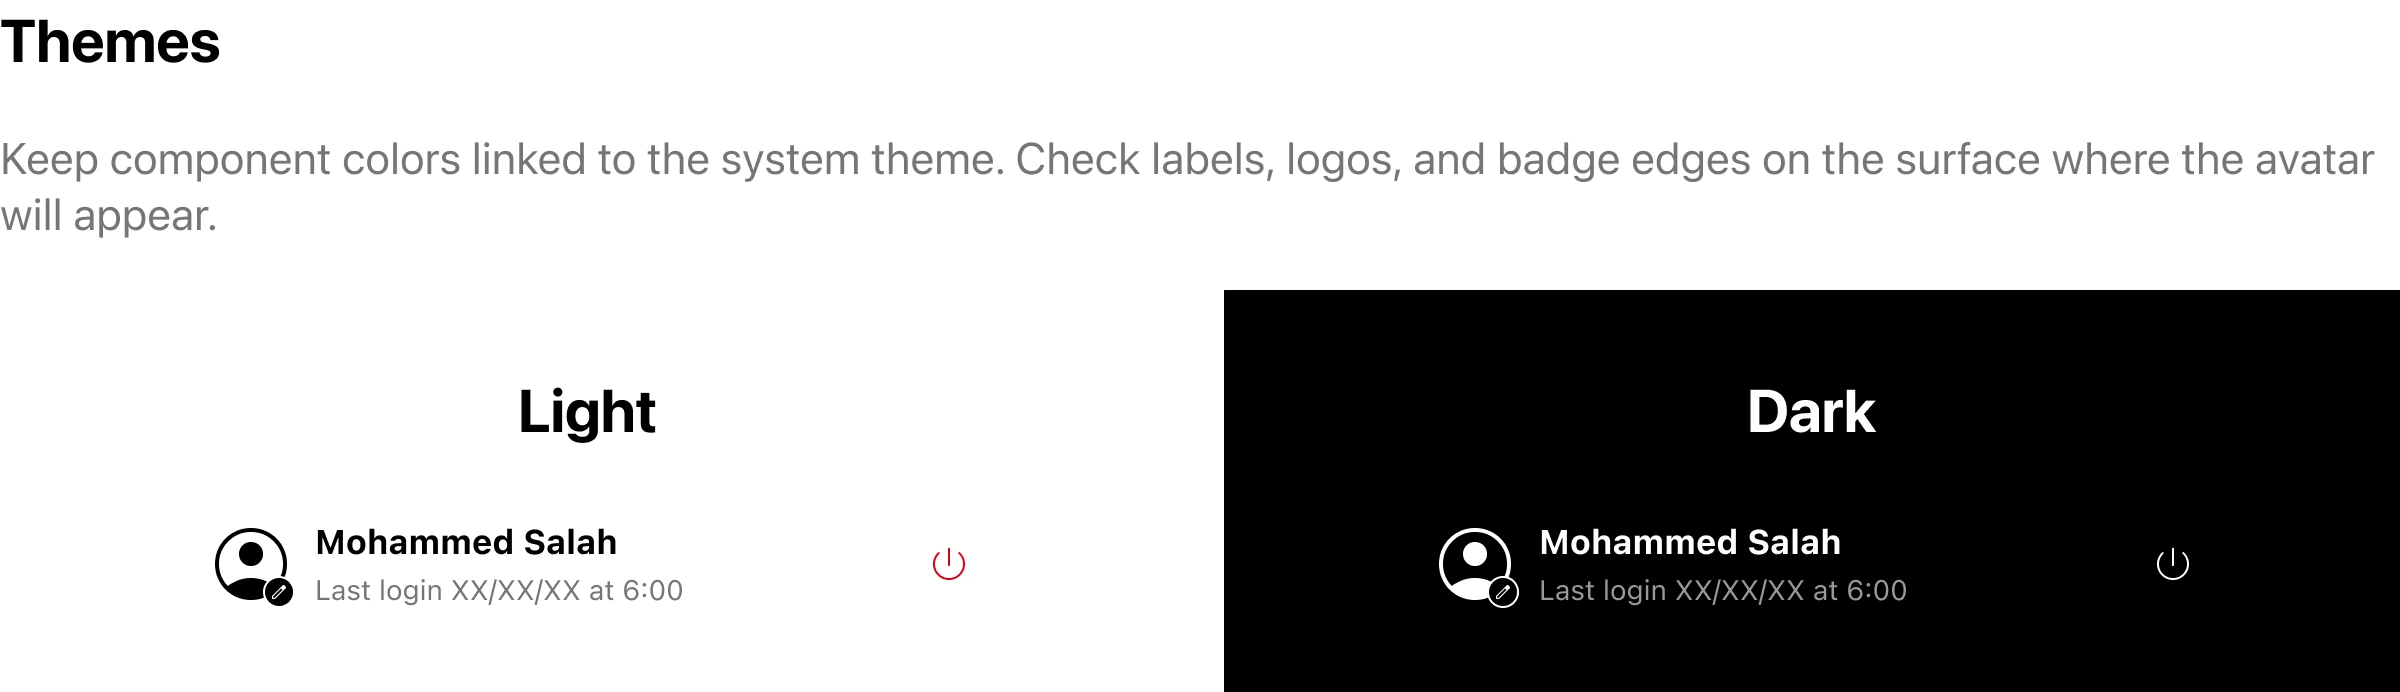 Themes
Keep component colors linked to the system theme. Check labels, logos, and badge edges on the surface where the avatar
will appear.
Light
Mohammed Salah
Last login XX/XX/XX at 6:00
Dark
Mohammed Salah
Last login XX/XX/XX at 6:00